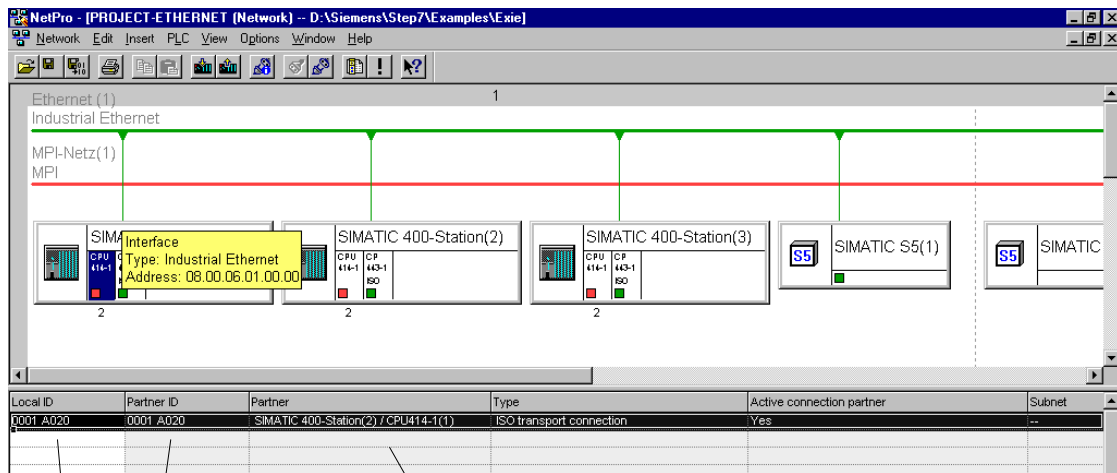 NetPro - [PROJECT-ETHERNET (Network) -- D:\Siemens\Step7\Examples\Exie]
Network Edit Insert PLC View Options Window Help
Ethernet (1)
1
Industrial Ethernet
MPI-Netz(1)
MPI
SIMA
Interface
Type: Industrial Ethernet
Address: 08.00.06.01.00.00
CPU
414-1
2
SIMATIC 400-Station(2)
CPU CP
414-1 443-1
ISO
2
SIMATIC 400-Station(3)
CPU CP
414-1 443-1
ISO
2
S5 SIMATIC S5(1)
S5 SIMATIC
Local ID Partner ID Partner Type Active connection partner Subnet
0001 A020 0001 A020 SIMATIC 400-Station(2) / CPU414-1(1) ISO transport connection Yes --